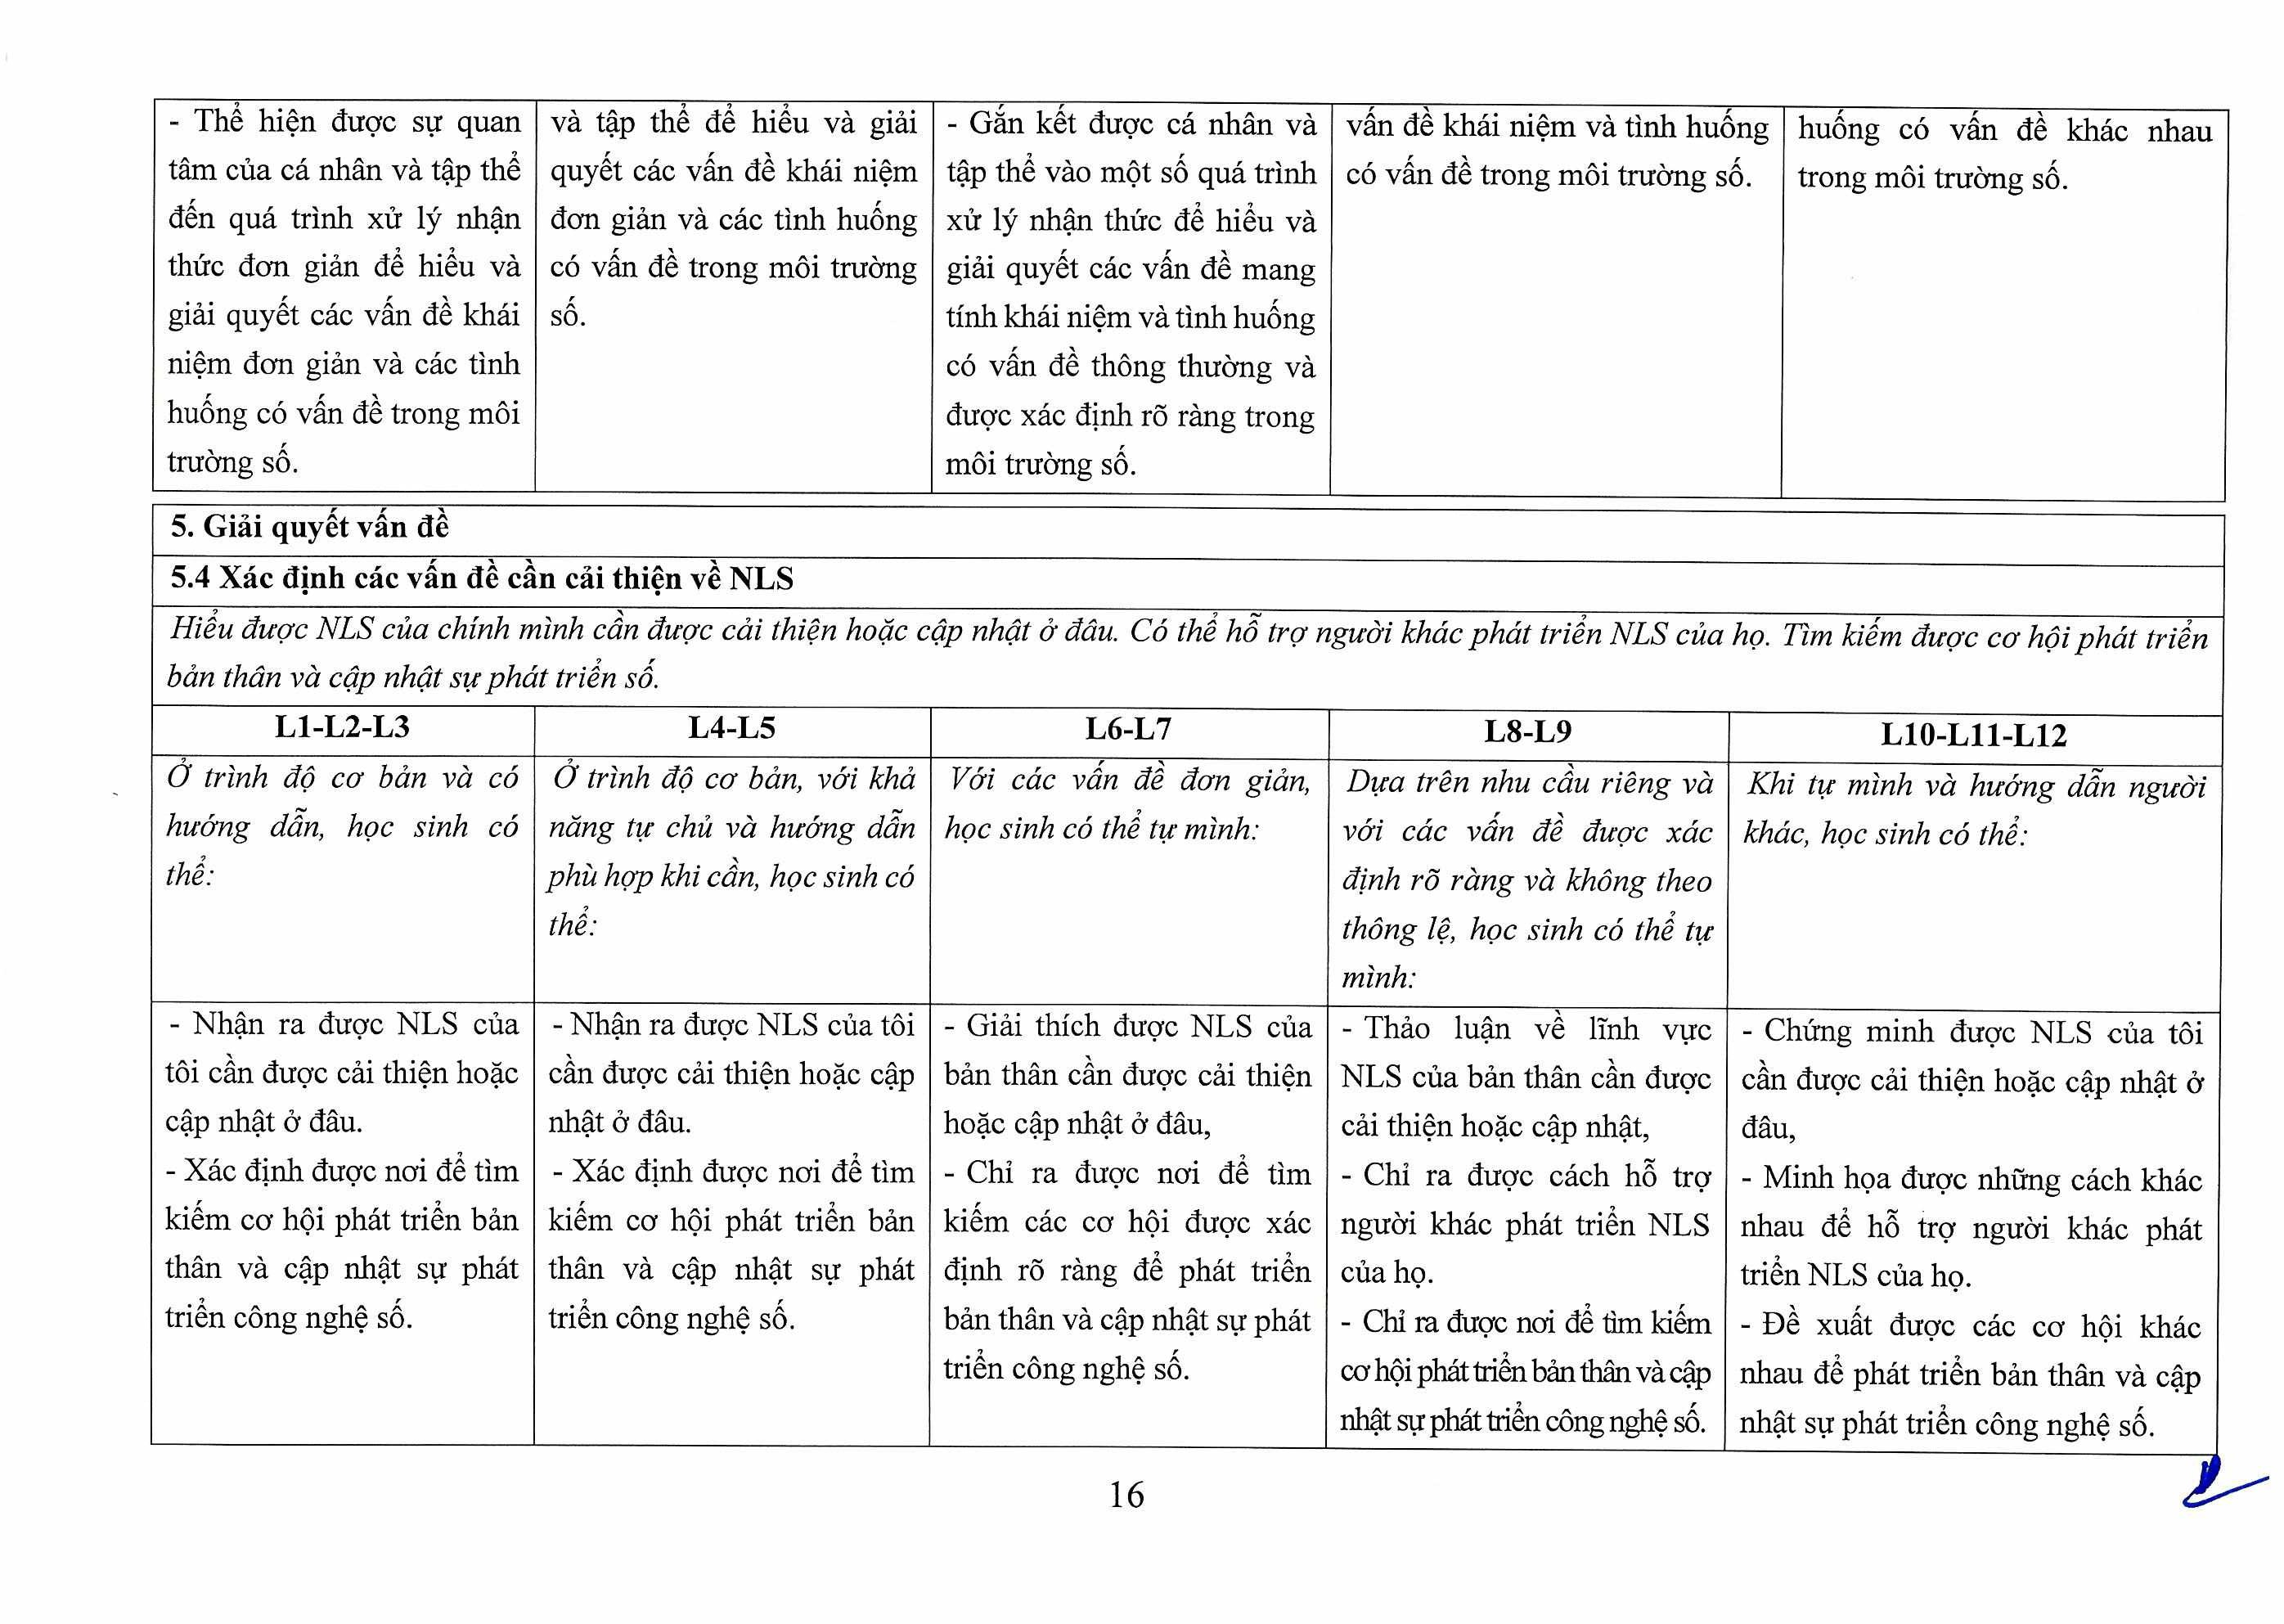 - Thể hiện được sự quan
tâm của cá nhân và tập thể
đến quá trình xử lý nhận
thức đơn giản để hiểu và
giải quyết các vấn đề khái
niệm đơn giản và các tình
huống có vấn đề trong môi
trường số.
và tập thể để hiểu và giải
quyết các vấn đề khái niệm
đơn giản và các tình huống
có vấn đề trong môi trường
số.
- Gắn kết được cá nhân và
tập thể vào một số quá trình
xử lý nhận thức để hiểu và
giải quyết các vấn đề mang
tính khái niệm và tình huống
có vấn đề thông thường và
được xác định rõ ràng trong
môi trường số.
vấn đề khái niệm và tình huống
có vấn đề trong môi trường số.
huống có vấn đề khác nhau
trong môi trường số.
5. Giải quyết vấn đề
5.4 Xác định các vấn đề cần cải thiện về NLS
Hiểu được NLS của chính mình cần được cải thiện hoặc cập nhật ở đâu. Có thể hỗ trợ người khác phát triển NLS của họ. Tìm kiếm được cơ hội phát triển
bản thân và cập nhật sự phát triển số.
L1-L2-L3
L4-L5
L6-L7
L8-L9
L10-L11-L12
Ở trình độ cơ bản và có
hướng dẫn, học sinh có
thể:
Ở trình độ cơ bản, với khả
năng tự chủ và hướng dẫn
phù hợp khi cần, học sinh có
thể:
Với các vấn đề đơn giản,
học sinh có thể tự mình:
Dựa trên nhu cầu riêng và
với các vấn đề được xác
định rõ ràng và không theo
thông lệ, học sinh có thể tự
mình:
Khi tự mình và hướng dẫn người
khác, học sinh có thể:
- Nhận ra được NLS của
tôi cần được cải thiện hoặc
cập nhật ở đâu.
- Xác định được nơi để tìm
kiếm cơ hội phát triển bản
thân và cập nhật sự phát
triển công nghệ số.
- Nhận ra được NLS của tôi
cần được cải thiện hoặc cập
nhật ở đâu.
- Xác định được nơi để tìm
kiếm cơ hội phát triển bản
thân và cập nhật sự phát
triển công nghệ số.
- Giải thích được NLS của
bản thân cần được cải thiện
hoặc cập nhật ở đâu,
- Chỉ ra được nơi để tìm
kiếm các cơ hội được xác
định rõ ràng để phát triển
bản thân và cập nhật sự phát
triển công nghệ số.
- Thảo luận về lĩnh vực
NLS của bản thân cần được
cải thiện hoặc cập nhật,
- Chỉ ra được cách hỗ trợ
người khác phát triển NLS
của họ.
- Chỉ ra được nơi để tìm kiếm
cơ hội phát triển bản thân và cập
nhật sự phát triển công nghệ số.
- Chứng minh được NLS của tôi
cần được cải thiện hoặc cập nhật ở
đâu,
- Minh họa được những cách khác
nhau để hỗ trợ người khác phát
triển NLS của họ.
- Đề xuất được các cơ hội khác
nhau để phát triển bản thân và cập
nhật sự phát triển công nghệ số.
16